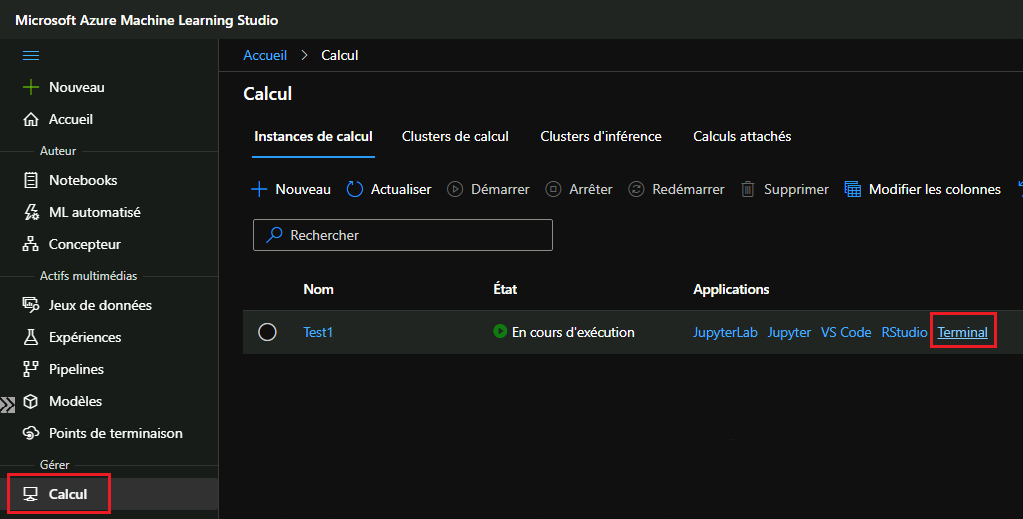 Microsoft Azure Machine Learning Studio
Nouveau
Accueil
Auteur
Notebooks
ML automatisé
Concepteur
Actifs multimédias
Jeux de données
Expériences
Pipelines
Modèles
Points de terminaison
Gérer
Calcul
Accueil > Calcul
Calcul
Instances de calcul Clusters de calcul Clusters d'inférence Calculs attachés
Nouveau Actualiser Démarrer Arrêter Redémarrer Supprimer Modifier les colonnes
Rechercher
Nom État Applications
Test1 En cours d'exécution JupyterLab Jupyter VS Code RStudio Terminal